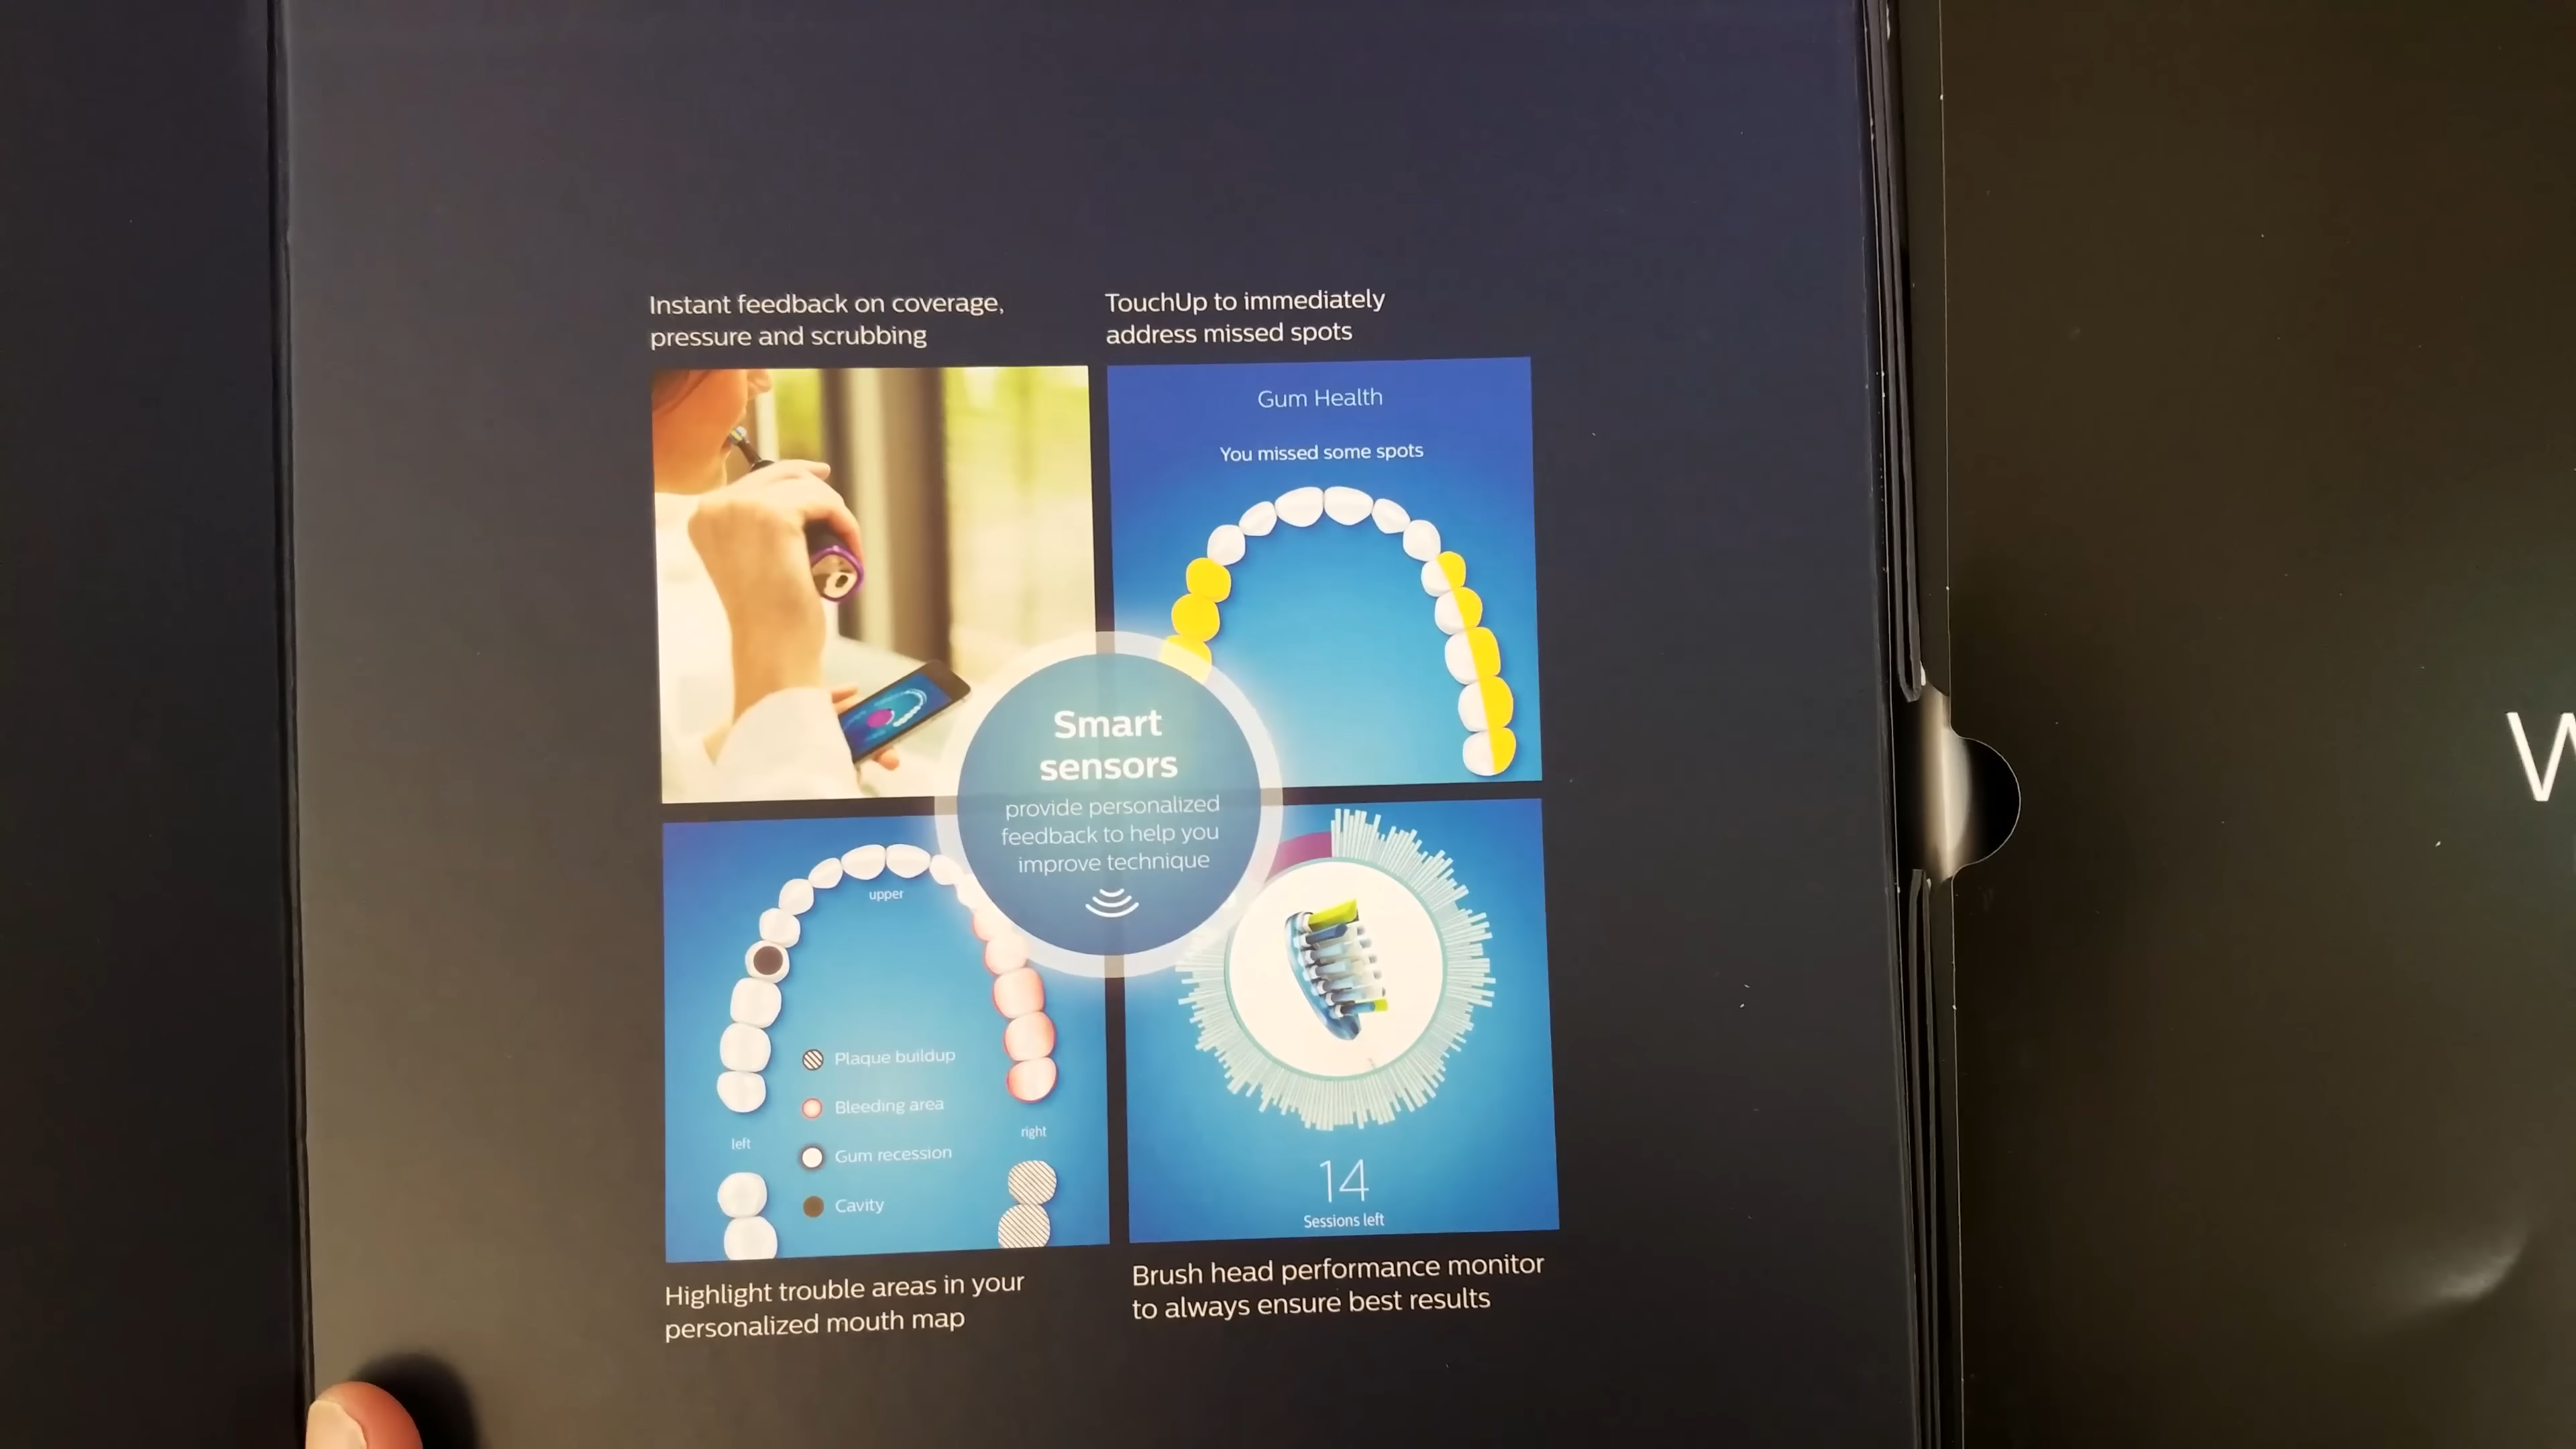 Instant feedback on coverage,
pressure and scrubbing
TouchUp to immediately
address missed spots
Gum Health
You missed some spots
Smart
sensors
provide personalized
feedback to help you
improve technique
upper
Plaque buildup
Bleeding area
left
right
Gum recession
Cavity
14
Sessions left
Highlight trouble areas in your
personalized mouth map
Brush head performance monitor
to always ensure best results